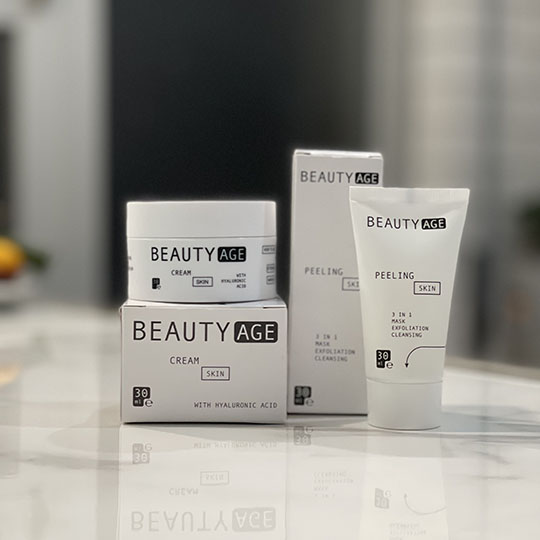 BEAUTY AGE
CREAM
SKIN
WITH
HYALURONIC
ACID
BEAUTY AGE
CREAM
SKIN
30
ml e
WITH HYALURONIC ACID
BEAUTY AGE
PEELING
SKI
3 IN 1
MASK
EXFOLIATION
CLEANSING
30
ml e
BEAUTY AGE
PEELING
SKIN
3 IN 1
MASK
EXFOLIATION
CLEANSING
30
ml e